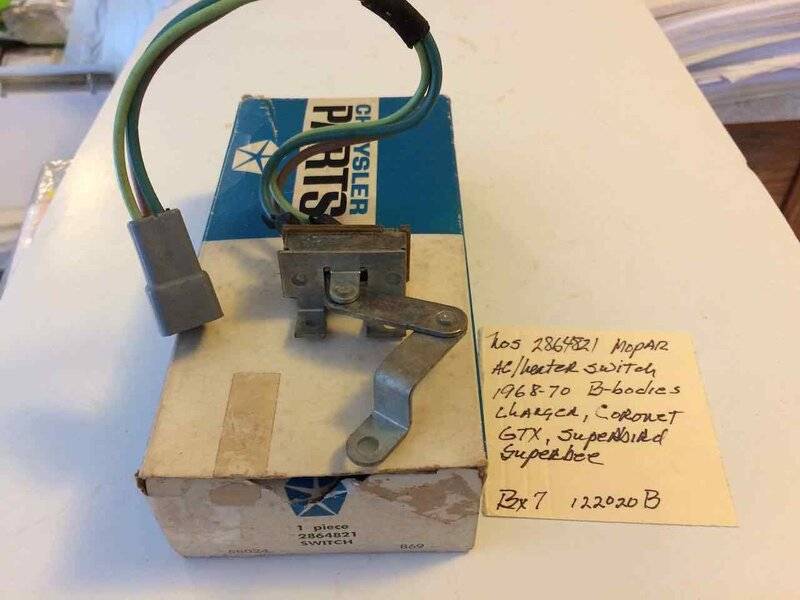 CHRYSLER
PARTS
1 piece
2864821
SWITCH
869
NOS 2864821 MOPAR
AC/heater switch
1968-70 B-bodies
Charger, Coronet
GTX, Superbird
Superbee
Bx7 122020B